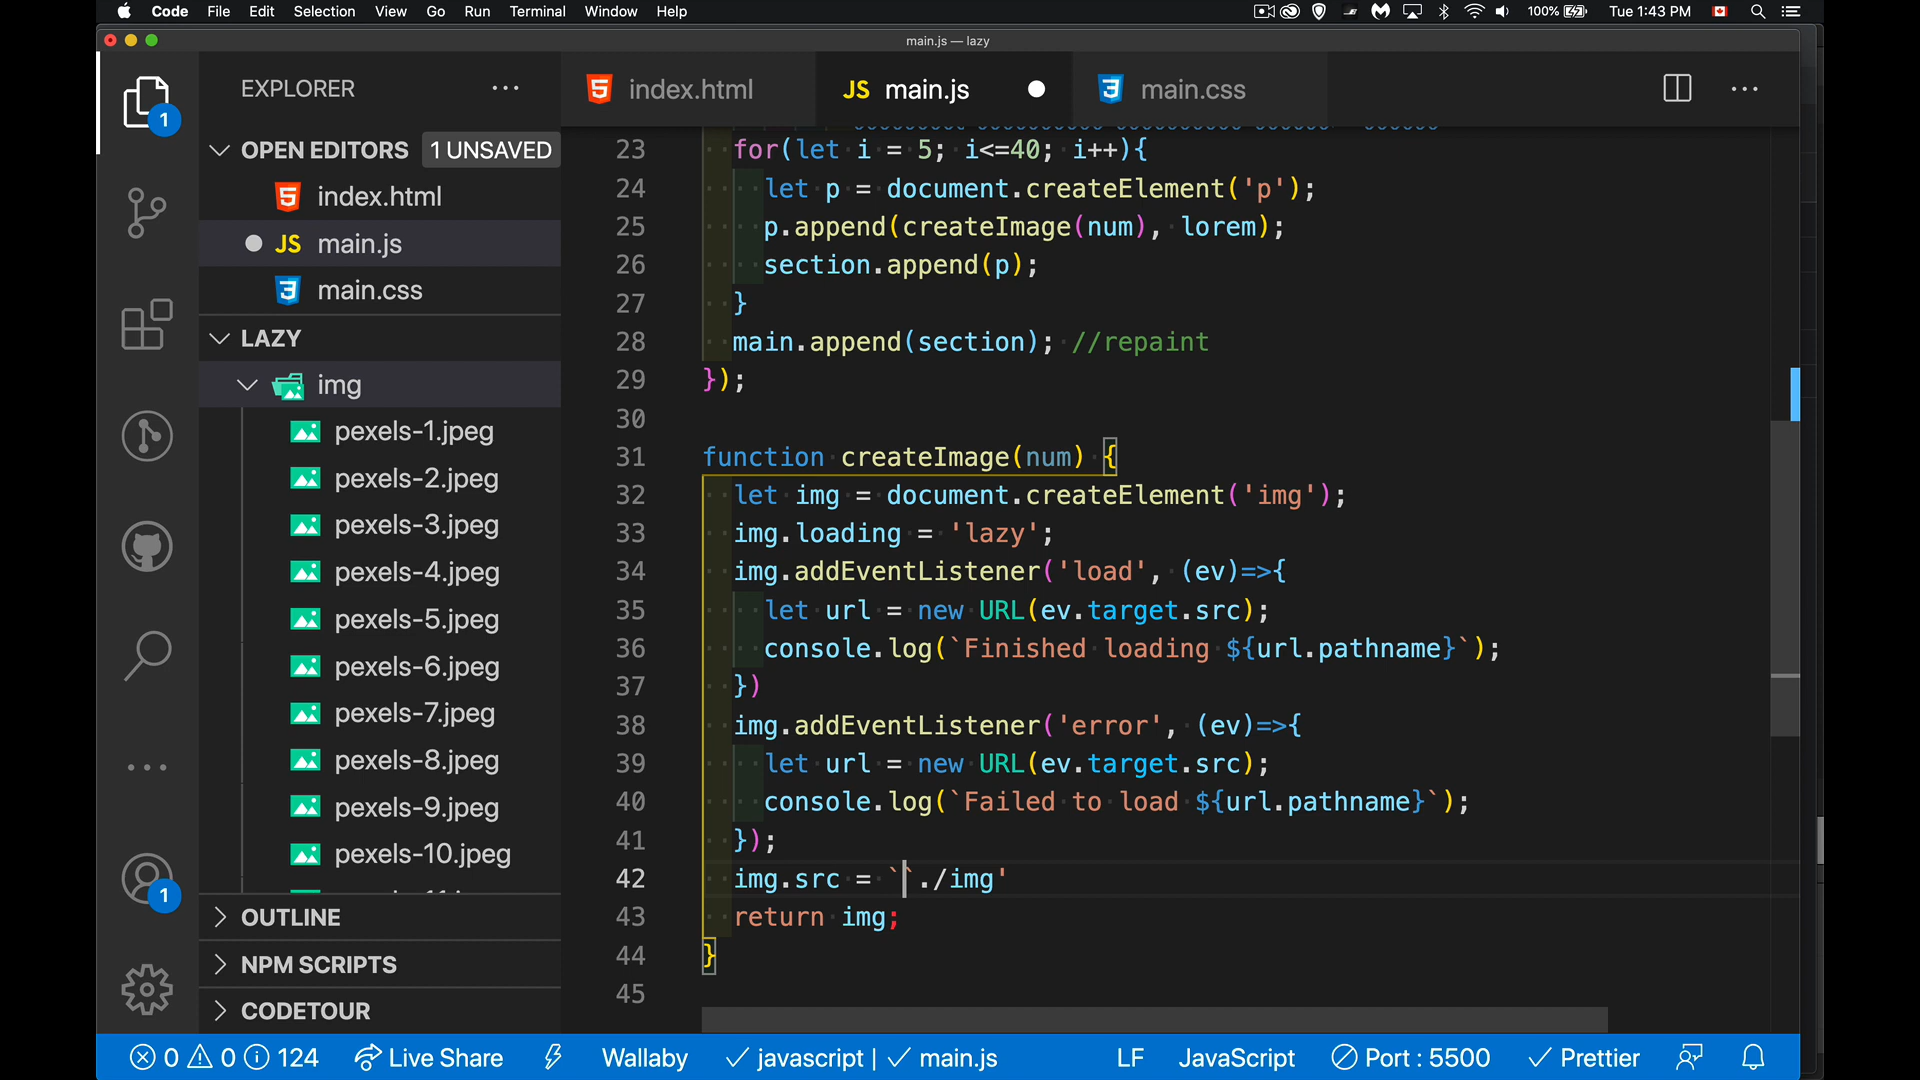 Code File Edit Selection View Go Run Terminal Window Help 100% Tue 1:43 PM
main.js — lazy
EXPLORER
index.html
JS main.js
main.css
OPEN EDITORS 1 UNSAVED
index.html
JS main.js
main.css
LAZY
img
pexels-1.jpeg
pexels-2.jpeg
pexels-3.jpeg
pexels-4.jpeg
pexels-5.jpeg
pexels-6.jpeg
pexels-7.jpeg
pexels-8.jpeg
pexels-9.jpeg
pexels-10.jpeg
OUTLINE
NPM SCRIPTS
CODETOUR
1
1
23 for(let i = 5; i<=40; i++){
24 let p = document.createElement('p');
25 p.append(createImage(num), lorem);
26 section.append(p);
27 }
28 main.append(section); //repaint
29 });
30
31 function createImage(num) {
32 let img = document.createElement('img');
33 img.loading = 'lazy';
34 img.addEventListener('load', (ev)=>{
35 let url = new URL(ev.target.src);
36 console.log(`Finished loading ${url.pathname}`);
37 })
38 img.addEventListener('error', (ev)=>{
39 let url = new URL(ev.target.src);
40 console.log(`Failed to load ${url.pathname}`);
41 });
42 img.src = ``./img'
43 return img;
44 }
45
0 0 124 Live Share Wallaby javascript | main.js LF JavaScript Port : 5500 Prettier